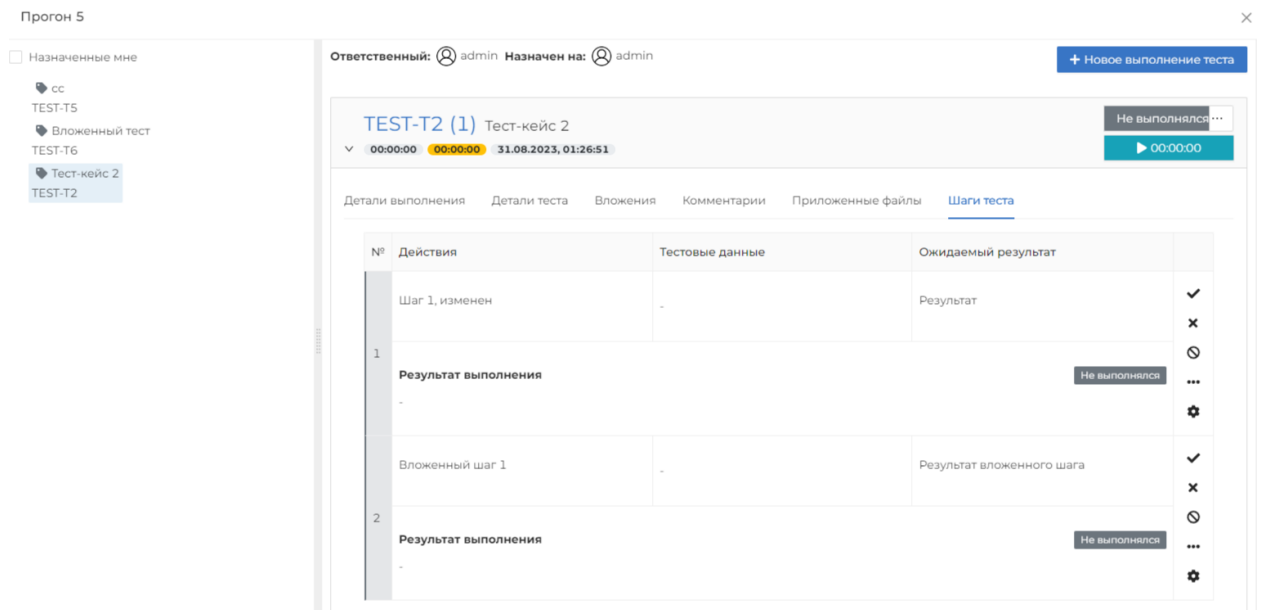 Прогон 5
Назначенные мне
сс
TEST-T5
Вложенный тест
TEST-T6
Тест-кейс 2
TEST-T2
Ответственный: admin Назначен на: admin
+ Новое выполнение теста
TEST-T2 (1) Тест-кейс 2
Не выполнялся ...
00:00:00 00:00:00 31.08.2023, 01:26:51
00:00:00
Детали выполнения Детали теста Вложения Комментарии Приложенные файлы Шаги теста
№ Действия Тестовые данные Ожидаемый результат
Шаг 1, изменен - Результат
1
Результат выполнения Не выполнялся
-
Вложенный шаг 1 - Результат вложенного шага
2
Результат выполнения Не выполнялся
-